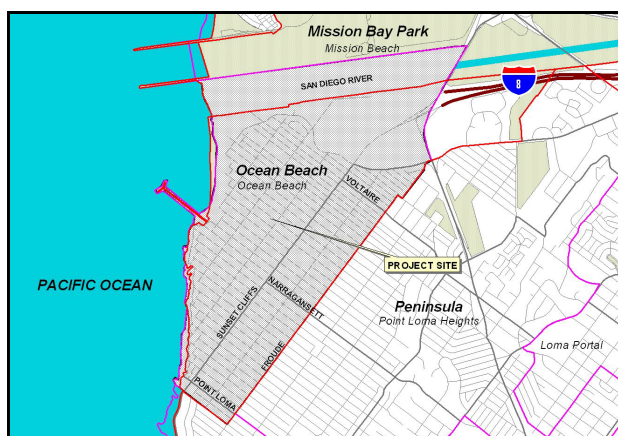 Mission Bay Park
Mission Beach
SAN DIEGO RIVER
8
Ocean Beach
Ocean Beach
VOLTAIRE
PROJECT SITE
PACIFIC OCEAN
SUNSET CLIFFS
NARRAGANSETT
Peninsula
Point Loma Heights
FROUDE
Loma Portal
POINT LOMA